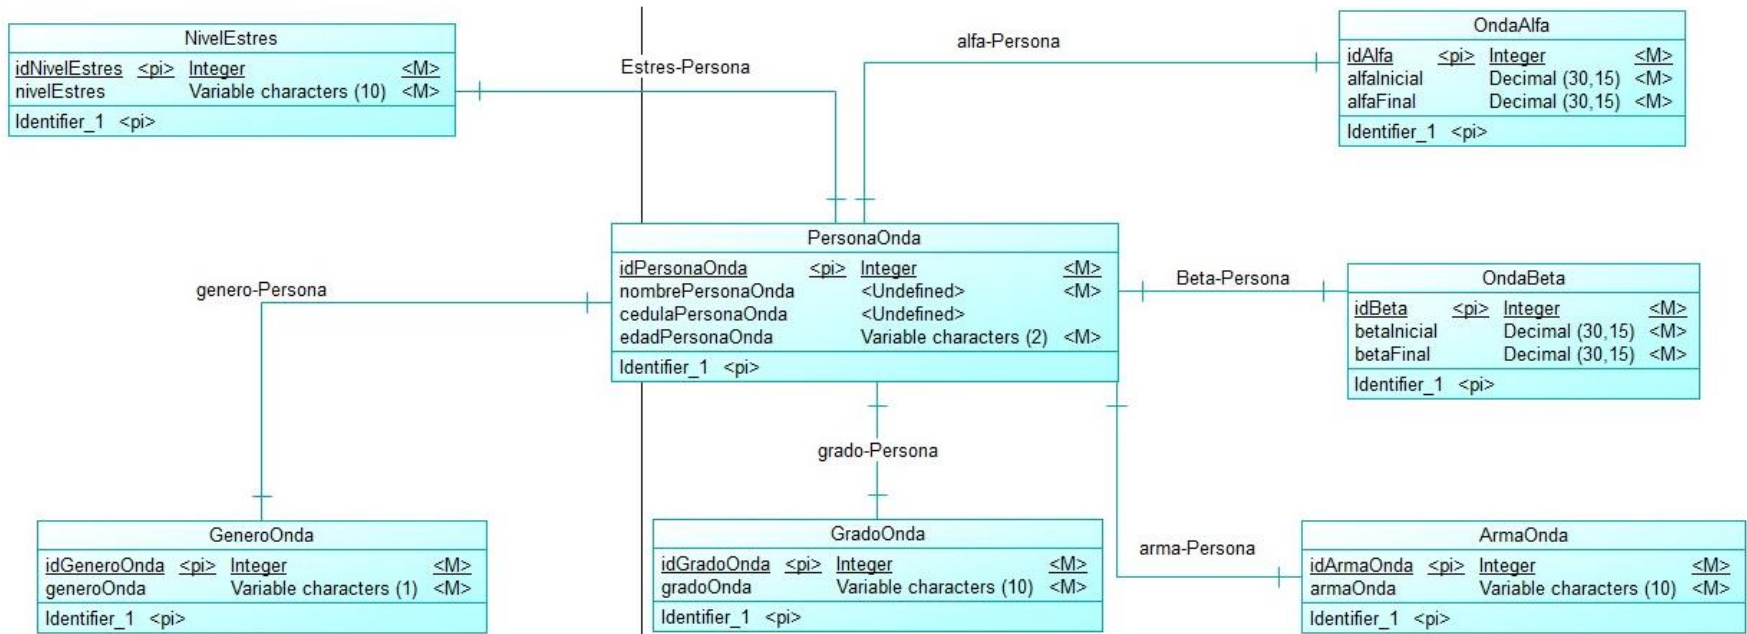 NivelEstres
idNivelEstres <pi> Integer <M>
nivelEstres Variable characters (10) <M>
Identifier_1 <pi>
Estres-Persona
alfa-Persona
OndaAlfa
idAlfa <pi> Integer <M>
alfaInicial Decimal (30,15) <M>
alfaFinal Decimal (30,15) <M>
Identifier_1 <pi>
PersonaOnda
idPersonaOnda <pi> Integer <M>
nombrePersonaOnda <Undefined> <M>
cedulaPersonaOnda <Undefined>
edadPersonaOnda Variable characters (2) <M>
Identifier_1 <pi>
genero-Persona
Beta-Persona
OndaBeta
idBeta <pi> Integer <M>
betaInicial Decimal (30,15) <M>
betaFinal Decimal (30,15) <M>
Identifier_1 <pi>
grado-Persona
arma-Persona
GeneroOnda
idGeneroOnda <pi> Integer <M>
generoOnda Variable characters (1) <M>
Identifier_1 <pi>
GradoOnda
idGradoOnda <pi> Integer <M>
gradoOnda Variable characters (10) <M>
Identifier_1 <pi>
ArmaOnda
idArmaOnda <pi> Integer <M>
armaOnda Variable characters (10) <M>
Identifier_1 <pi>